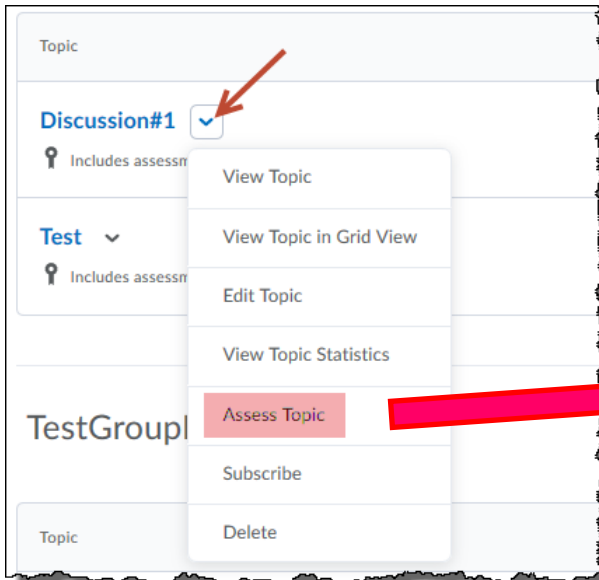 Topic
Discussion#1
Includes assessm
View Topic
Test
View Topic in Grid View
Includes assessm
Edit Topic
View Topic Statistics
TestGroup
Assess Topic
Subscribe
Topic
Delete